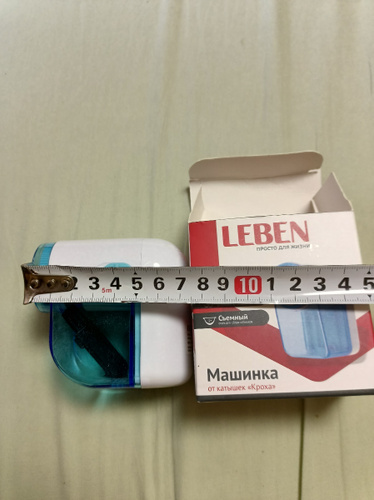 LEBEN
просто для жизни
2 3 4 5 6 7 8 9 10 1 2 3 4 5
5m
Съемный
Машинка
от катышек «Кроха»